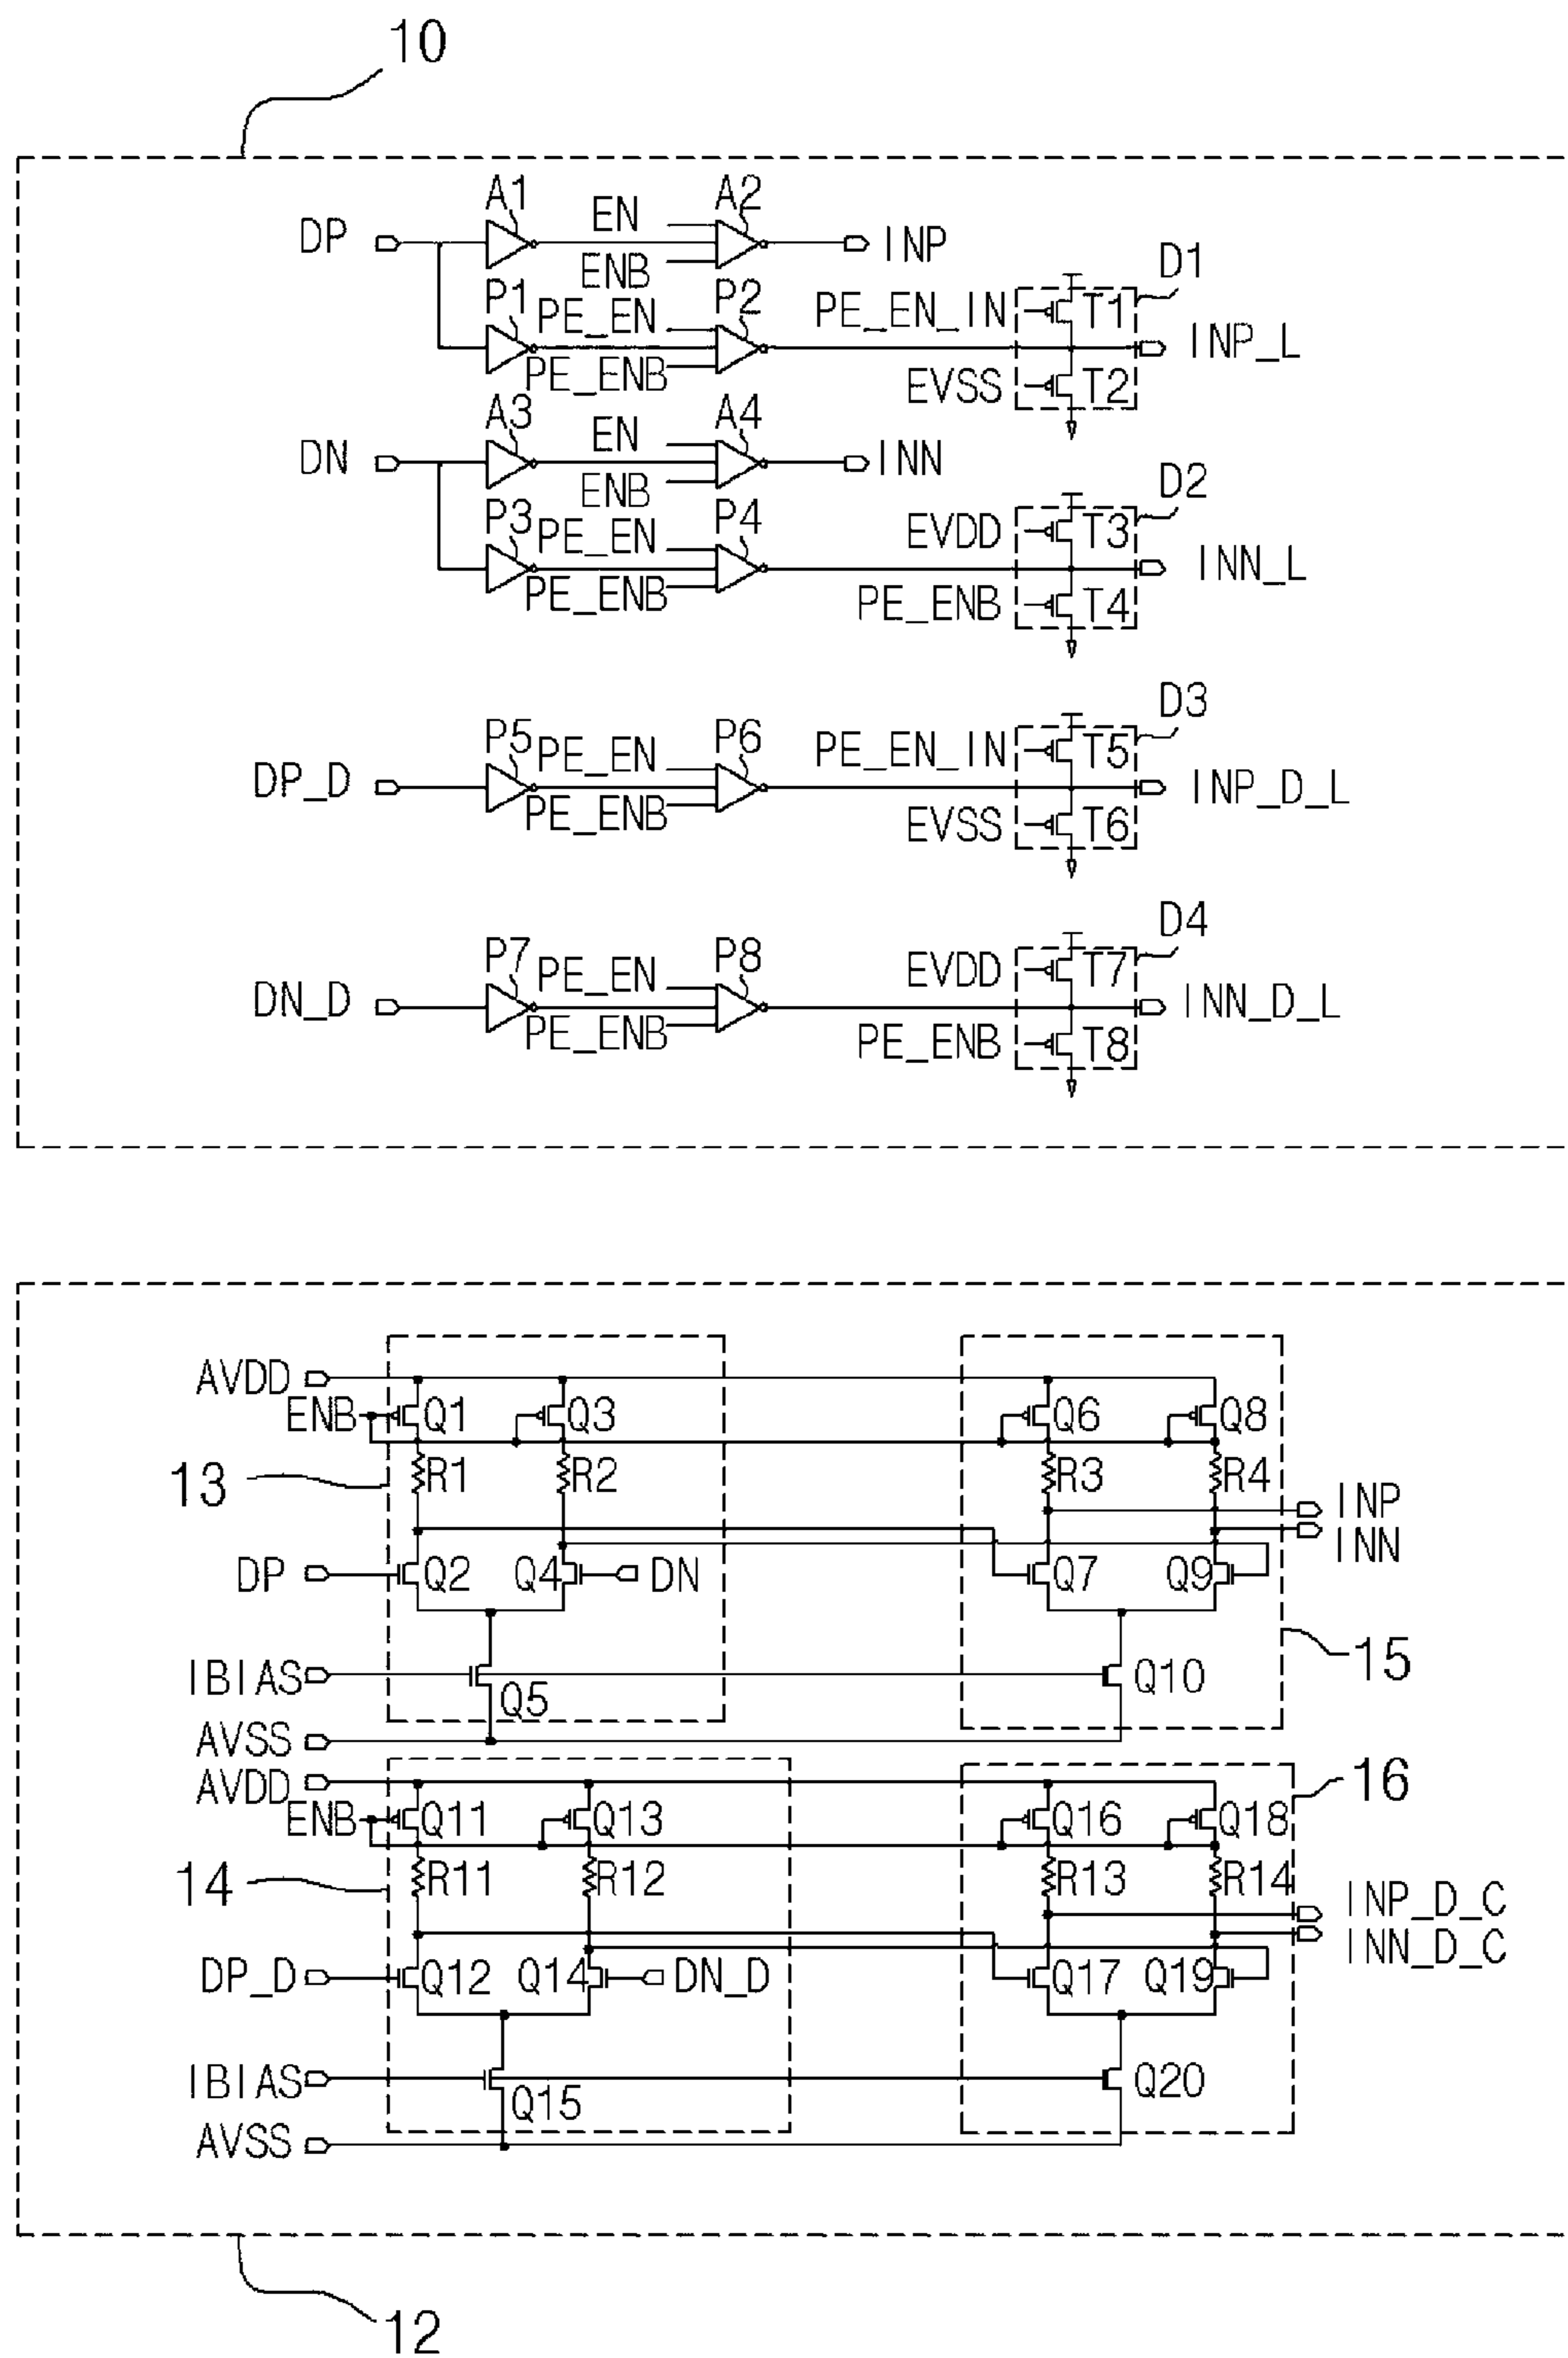 10
A1 EN A2
DP INP
ENB D1
P1 PE_EN P2 PE_EN_IN T1
INP_L
PE_ENB EVSS T2
A3 EN A4
DN INN
ENB D2
P3 PE_EN P4 EVDD T3
INN_L
PE_ENB PE_ENB T4
D3
P5 PE_EN P6 PE_EN_IN T5
DP_D INP_D_L
PE_ENB EVSS T6
D4
P7 PE_EN P8 EVDD T7
DN_D INN_D_L
PE_ENB PE_ENB T8
AVDD
ENB Q1 Q3 Q6 Q8
13 R1 R2 R3 R4
INP
INN
DP Q2 Q4 DN Q7 Q9
15
IBIAS Q5 Q10
AVSS
AVDD 16
ENB Q11 Q13 Q16 Q18
14 R11 R12 R13 R14
INP_D_C
INN_D_C
DP_D Q12 Q14 DN_D Q17 Q19
IBIAS Q15 Q20
AVSS
12